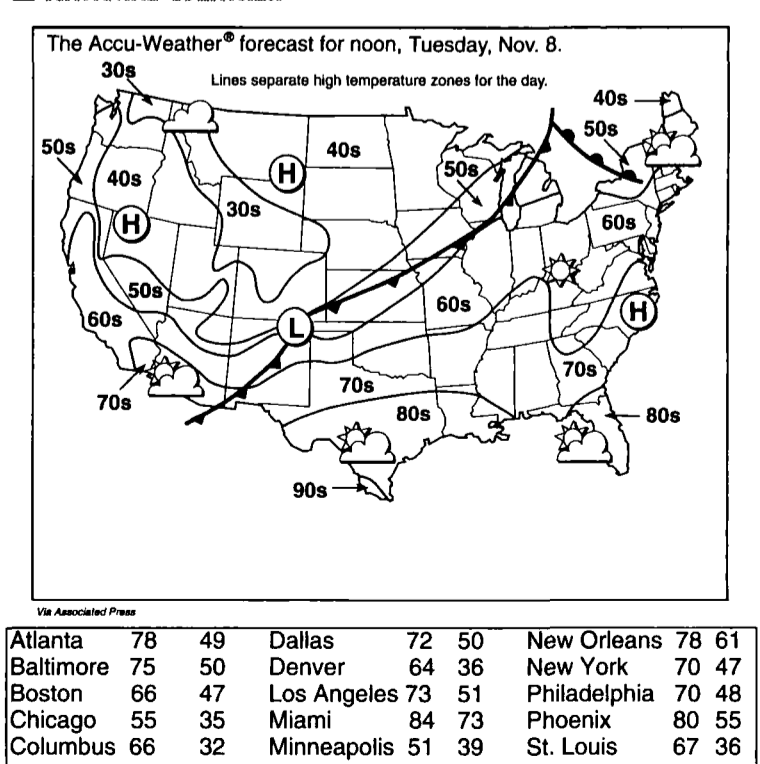 The Accu-Weather® forecast for noon, Tuesday, Nov. 8.
30s
Lines separate high temperature zones for the day.
40s
50s
50s
40s
50s
40s
H
30s
H
60s
50s
60s
60s
H
L
70s
70s
70s
80s
80s
90s
Via Associated Press
Atlanta 78 49 Dallas 72 50 New Orleans 78 61
Baltimore 75 50 Denver 64 36 New York 70 47
Boston 66 47 Los Angeles 73 51 Philadelphia 70 48
Chicago 55 35 Miami 84 73 Phoenix 80 55
Columbus 66 32 Minneapolis 51 39 St. Louis 67 36